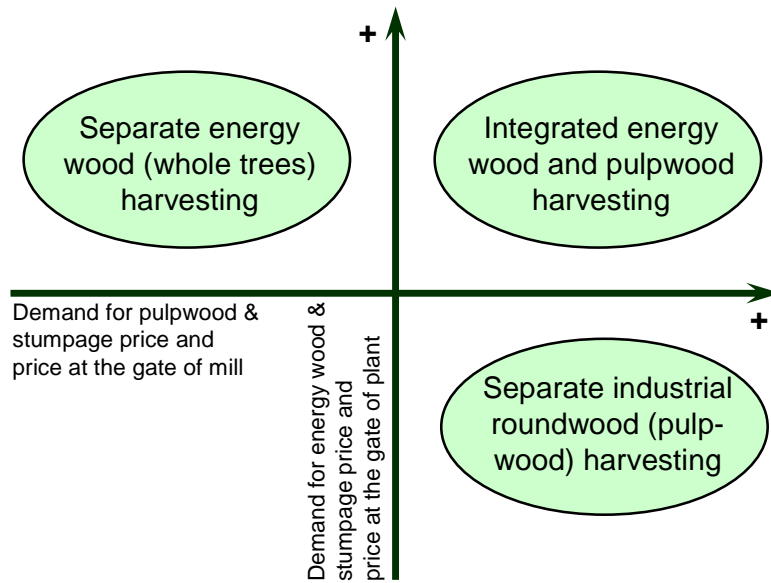 +
Separate energy
wood (whole trees)
harvesting
Integrated energy
wood and pulpwood
harvesting
Demand for pulpwood &
stumpage price and
price at the gate of mill
+
Demand for energy wood &
stumpage price and
price at the gate of plant
Separate industrial
roundwood (pulp-
wood) harvesting